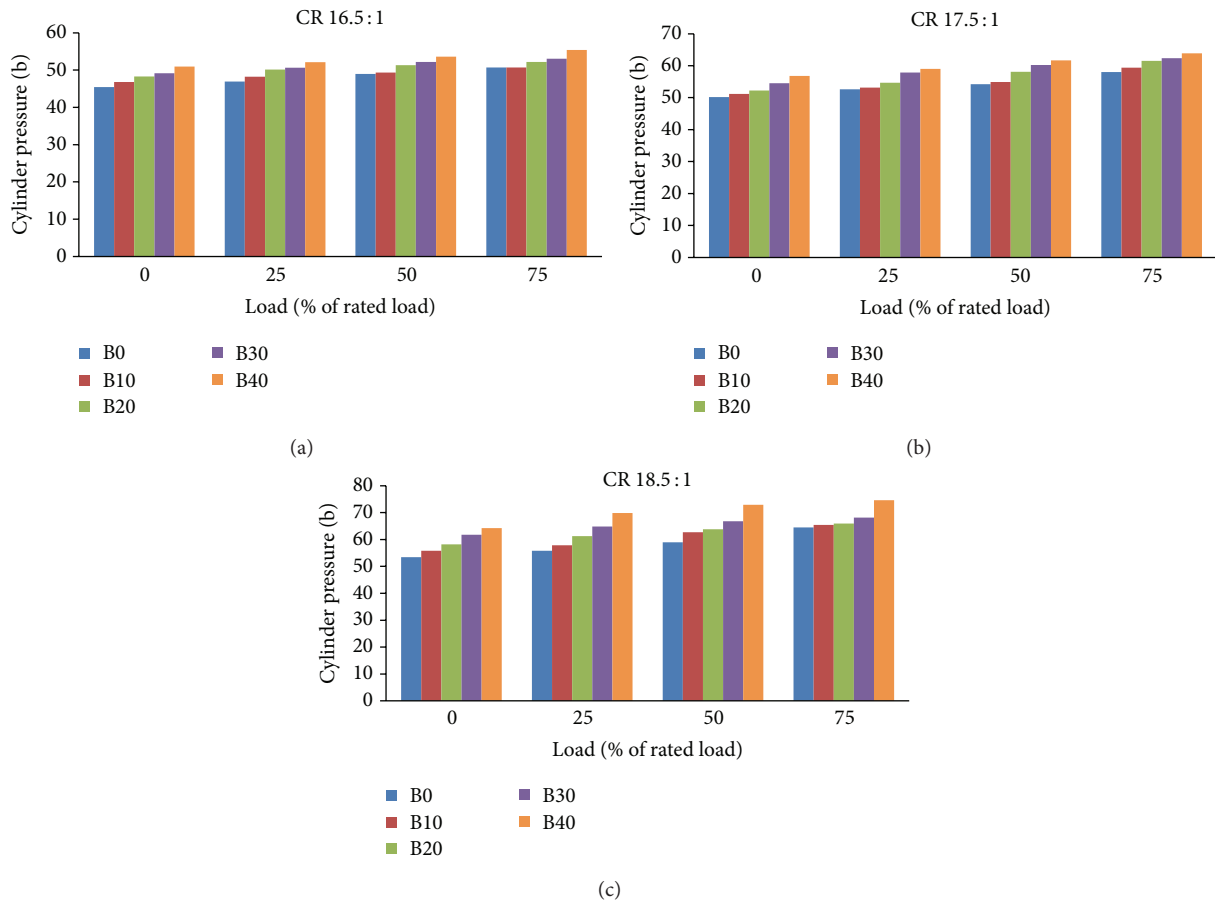 CR 16.5 : 1
60
50
40
30
20
10
0
Cylinder pressure (b)
0 25 50 75
Load (% of rated load)
B0 B30
B10 B40
B20
(a)
CR 17.5 : 1
70
60
50
40
30
20
10
0
Cylinder pressure (b)
0 25 50 75
Load (% of rated load)
B0 B30
B10 B40
B20
(b)
CR 18.5 : 1
80
70
60
50
40
30
20
10
0
Cylinder pressure (b)
0 25 50 75
Load (% of rated load)
B0 B30
B10 B40
B20
(c)